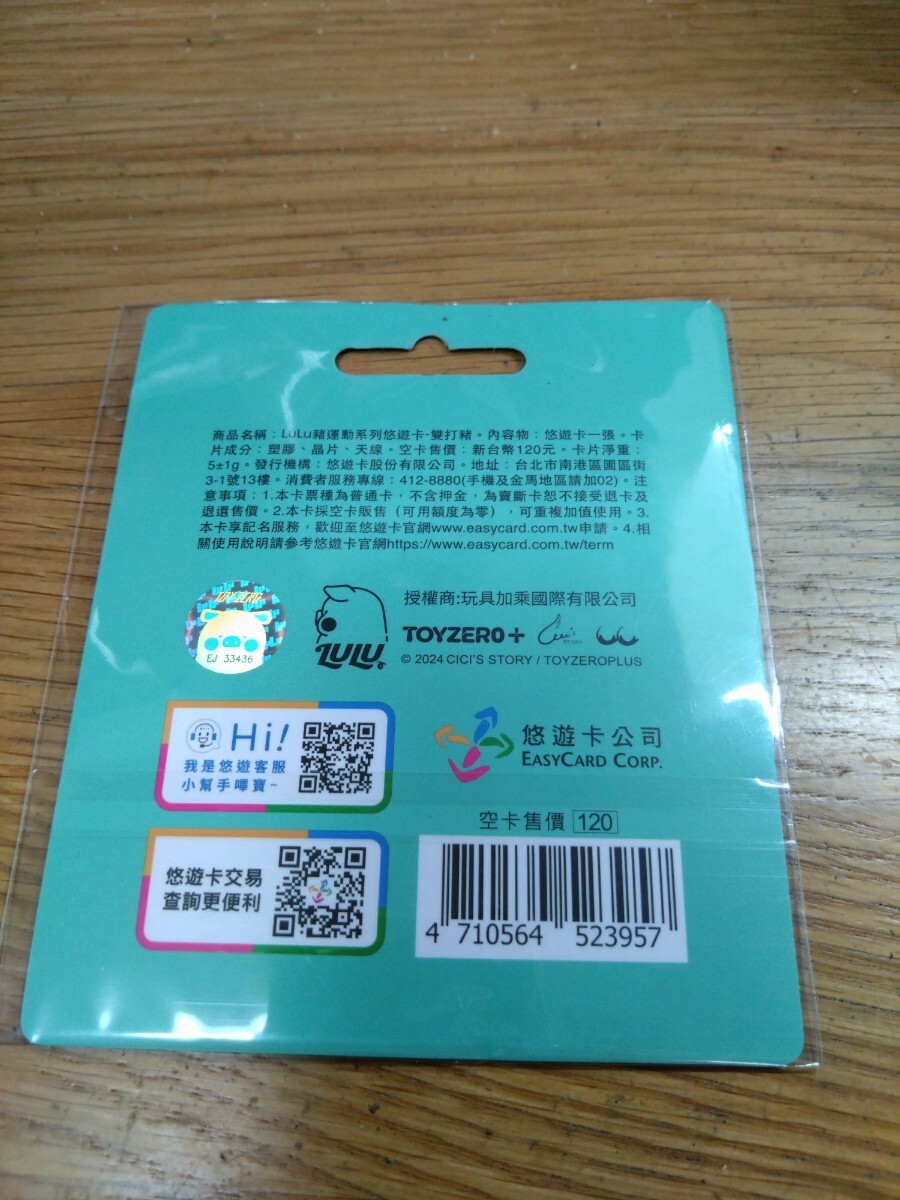 商品名稱：LuLu豬運動系列悠遊卡-雙打豬。內容物：悠遊卡一張。卡
片成分：塑膠、晶片、天線。空卡售價：新台幣120元。卡片淨重：
5±1g。發行機構：悠遊卡股份有限公司。地址：台北市南港區園區街
3-1號13樓。消費者服務專線：412-8880(手機及金馬地區請加02)。注
意事項：1.本卡票種為普通卡，不含押金，為賣斷卡恕不接受退卡及
退還售價。2.本卡採空卡販售（可用額度為零），可重複加值使用。3.
本卡享記名服務，歡迎至悠遊卡官網www.easycard.com.tw申請。4.相
關使用說明請參考悠遊卡官網https://www.easycard.com.tw/term
TOYZERO
EJ 33436
LULU
授權商:玩具加乘國際有限公司
TOYZERO+
© 2024 CICI'S STORY / TOYZEROPLUS
Hi!
我是悠遊客服
小幫手嗶寶~
悠遊卡公司
EASYCARD CORP.
悠遊卡交易
查詢更便利
空卡售價 120
4 710564 523957